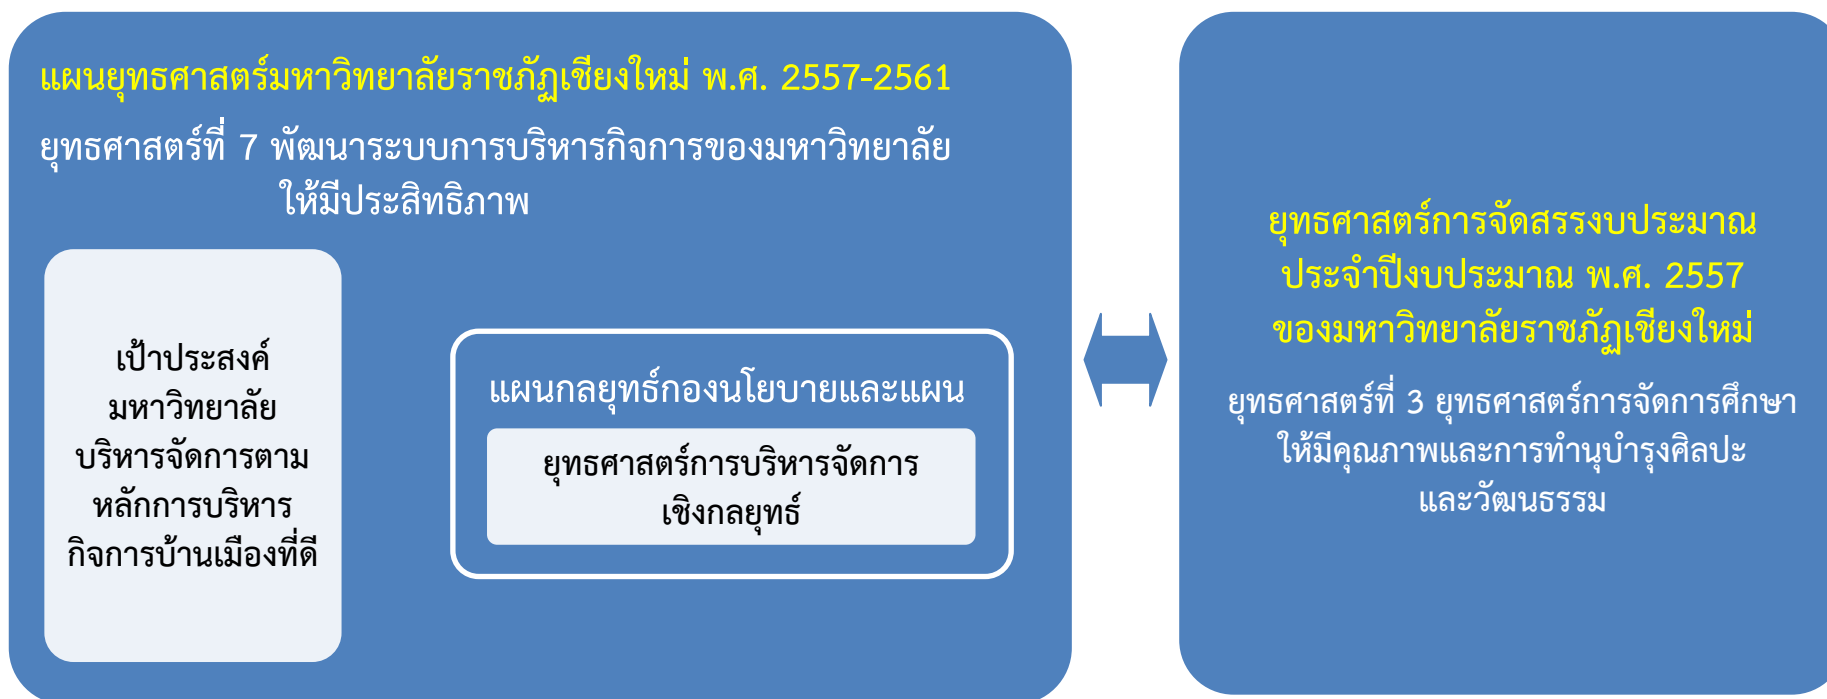 แผนยุทธศาสตร์มหาวิทยาลัยราชภัฏเชียงใหม่ พ.ศ. 2557-2561
ยุทธศาสตร์ที่ 7 พัฒนาระบบการบริหารกิจการของมหาวิทยาลัย
ให้มีประสิทธิภาพ
เป้าประสงค์
มหาวิทยาลัย
บริหารจัดการตาม
หลักการบริหาร
กิจการบ้านเมืองที่ดี
แผนกลยุทธ์กองนโยบายและแผน
ยุทธศาสตร์การบริหารจัดการ
เชิงกลยุทธ์
ยุทธศาสตร์การจัดสรรงบประมาณ
ประจำปีงบประมาณ พ.ศ. 2557
ของมหาวิทยาลัยราชภัฏเชียงใหม่
ยุทธศาสตร์ที่ 3 ยุทธศาสตร์การจัดการศึกษา
ให้มีคุณภาพและการทำนุบำรุงศิลปะ
และวัฒนธรรม